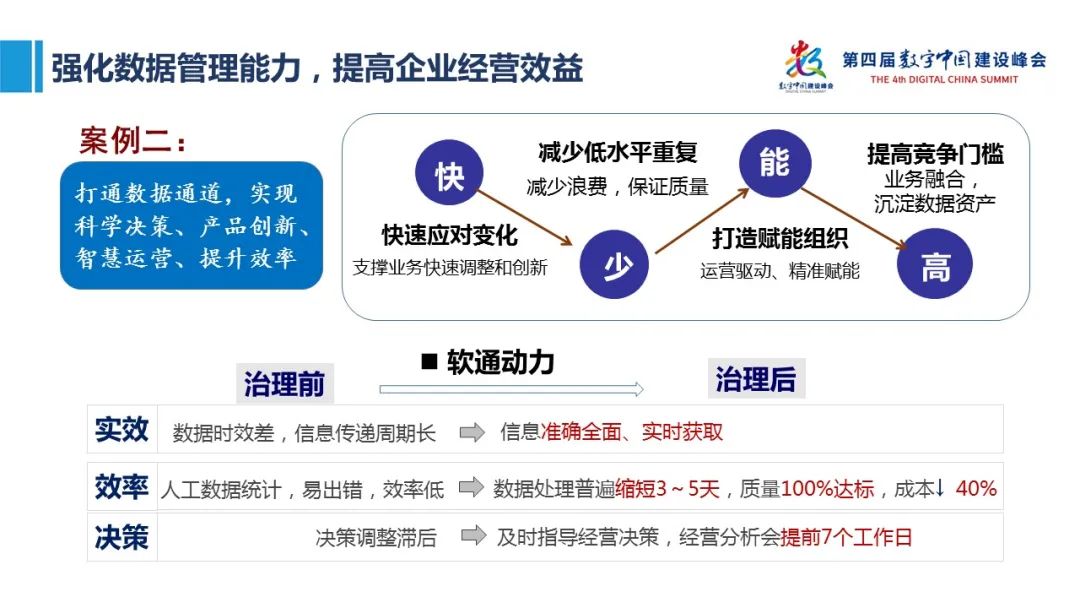 强化数据管理能力，提高企业经营效益
数字中国建设峰会
DIGITAL CHINA SUMMIT
第四届数字中国建设峰会
THE 4th DIGITAL CHINA SUMMIT
案例二：
打通数据通道，实现
科学决策、产品创新、
智慧运营、提升效率
快
快速应对变化
支撑业务快速调整和创新
减少低水平重复
减少浪费，保证质量
少
能
打造赋能组织
运营驱动、精准赋能
提高竞争门槛
业务融合，
沉淀数据资产
高
■ 软通动力
治理前
治理后
实效 数据时效差，信息传递周期长 信息准确全面、实时获取
效率 人工数据统计，易出错，效率低 数据处理普遍缩短3～5天，质量100%达标，成本↓ 40%
决策 决策调整滞后 及时指导经营决策，经营分析会提前7个工作日